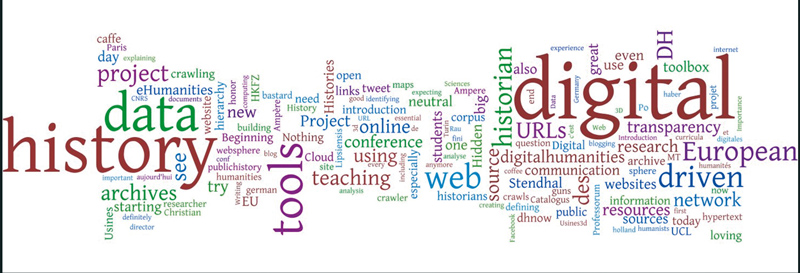 history
data
digital
tools
driven
web
European
historian
project
archives
teaching
online
using
URLs
network
resources
digitalhumanities
conference
transparency
research
communication
Stendhal
websites
information
sources
toolbox
DH
source
des
neutral
students
Hidden
Project
introduction
Histories
eHumanities
new
see
try
EU
starting
Usines
caffe
Paris
day
explaining
crawling
CNRS
documents
website
hierarchy
honor
computing
HKFZ
bastard
need
History
Ampère
building
Beginning
Nothing
websphere
blog
conf
publichistory
humanities
important
aujourd'hui
Writing
german
researcher
Christian
definitely
director
open
links
tweet
maps
good
identifying
URL
essential
de
Lipsiensis
Cloud
site
every
including
especially
anymore
analysis
crawler
expecting
Sciences
Ampere
big
corpus
Rau
fini
one
analyse
historians
creating
crawls
coffee
defining
Catalogus
guns
dhnow
public
Usines3d
Facebook
Professorum
also
end
Data
experience
Germany
great
use
even
3D
Po
haber
projet
internet
Importance
question
Digital
Web
c'est
Introduction
curricula
et
digitales
archive
MT
humanités
sphere
now
first
today
hypertext
holland
humanists
UCL
loving